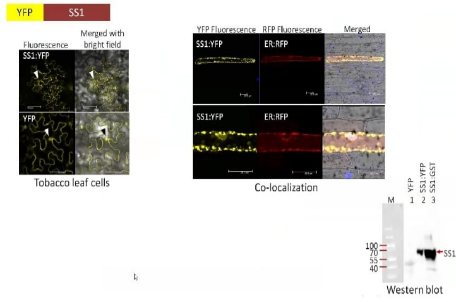 YFP SS1
Fluorescence Merged with bright field
SS1:YFP
YFP
Tobacco leaf cells
YFP Fluorescence RFP Fluorescence Merged
SS1:YFP ER:RFP
SS1:YFP ER:RFP
Co-localization
YFP SS1:YFP SS1:GST
M 1 2 3
100
70
55
40
SS1
Western blot